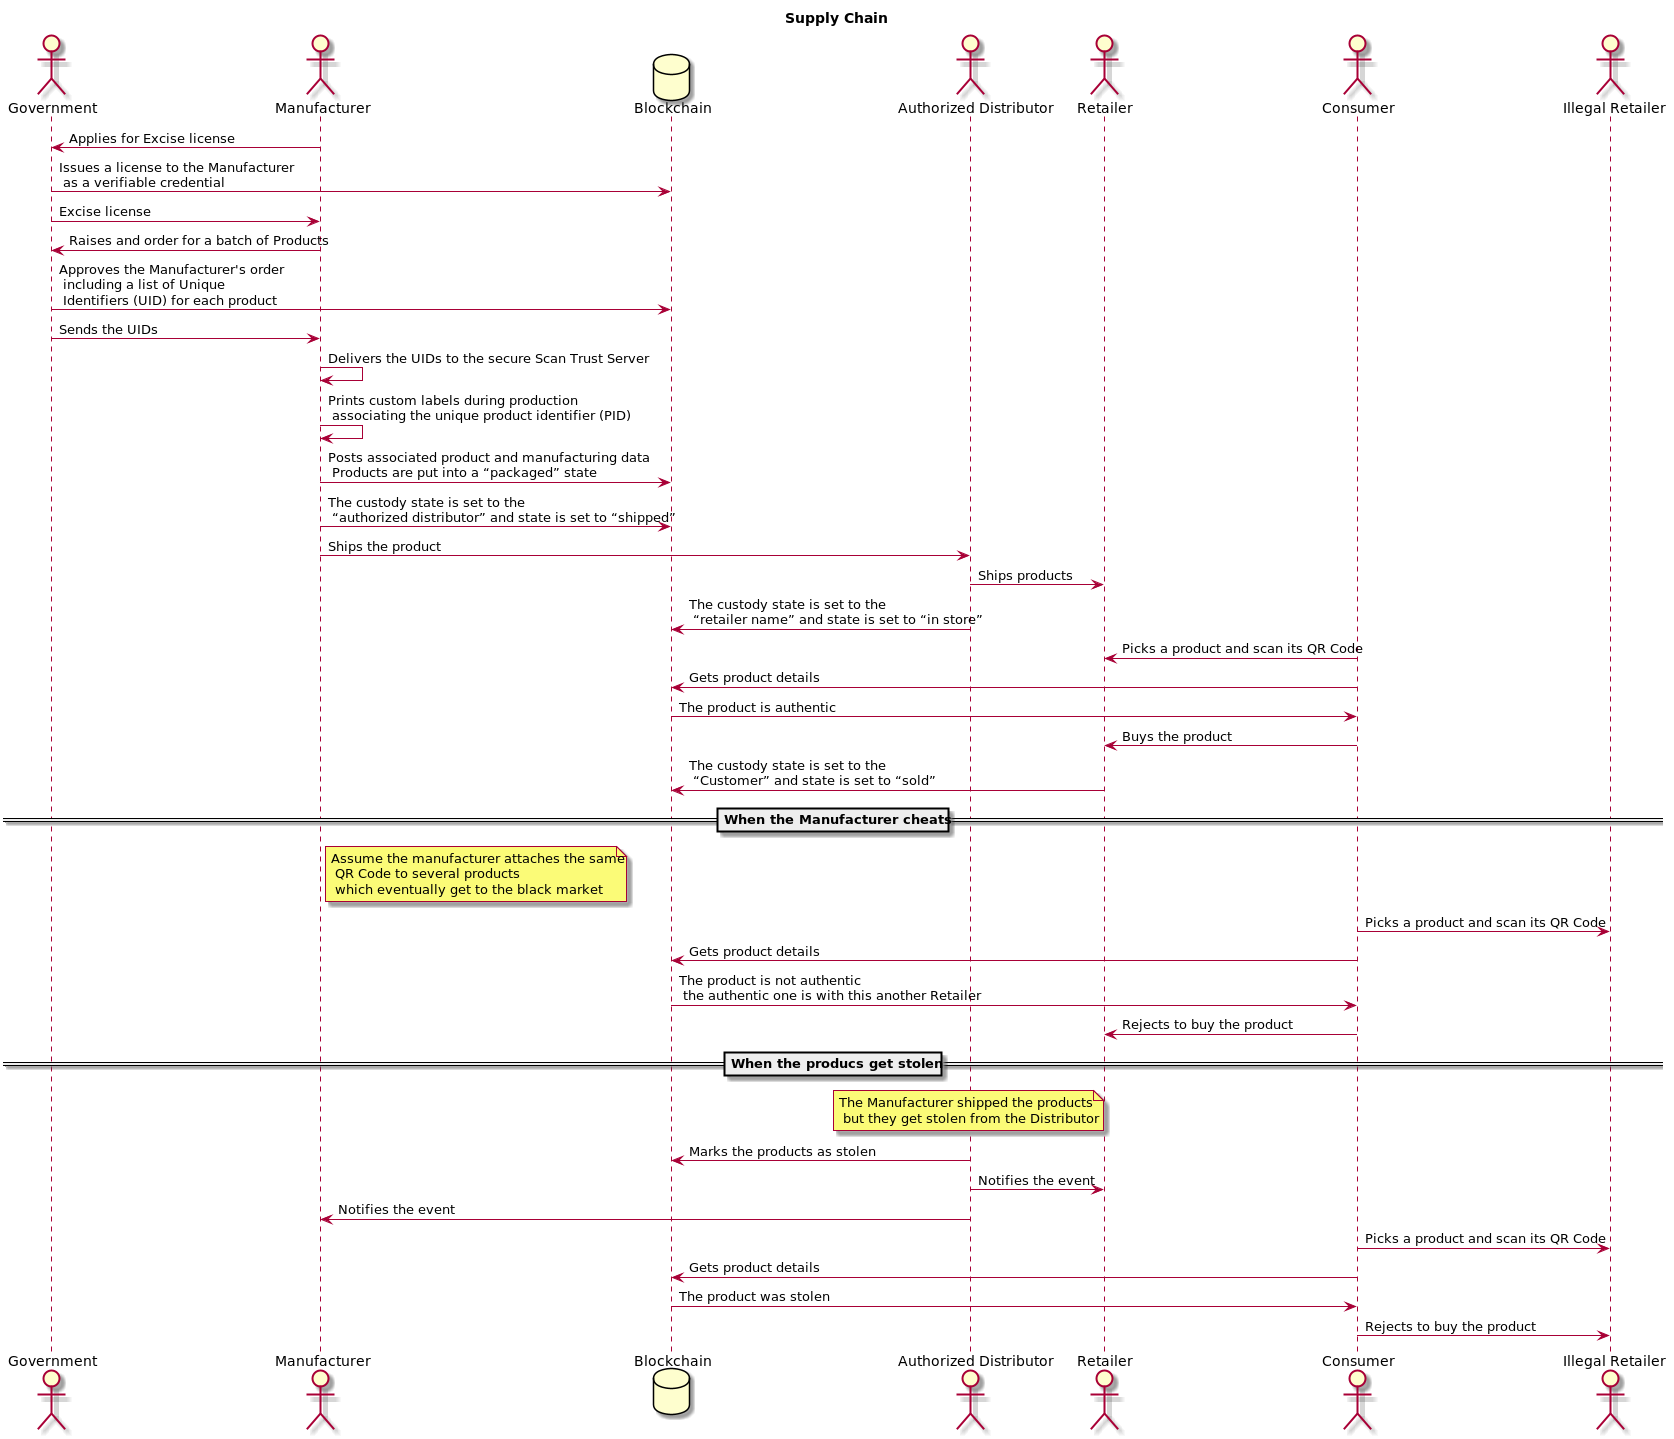 Supply Chain
Government
Manufacturer
Blockchain
Authorized Distributor
Retailer
Consumer
Illegal Retailer
Applies for Excise license
Issues a license to the Manufacturer
as a verifiable credential
Excise license
Raises and order for a batch of Products
Approves the Manufacturer's order
including a list of Unique
Identifiers (UID) for each product
Sends the UIDs
Delivers the UIDs to the secure Scan Trust Server
Prints custom labels during production
associating the unique product identifier (PID)
Posts associated product and manufacturing data
Products are put into a “packaged” state
The custody state is set to the
“authorized distributor” and state is set to “shipped”
Ships the product
Ships products
The custody state is set to the
“retailer name” and state is set to “in store”
Picks a product and scan its QR Code
Gets product details
The product is authentic
Buys the product
The custody state is set to the
“Customer” and state is set to “sold”
When the Manufacturer cheats
Assume the manufacturer attaches the same
QR Code to several products
which eventually get to the black market
Picks a product and scan its QR Code
Gets product details
The product is not authentic
the authentic one is with this another Retailer
Rejects to buy the product
When the producs get stolen
The Manufacturer shipped the products
but they get stolen from the Distributor
Marks the products as stolen
Notifies the event
Notifies the event
Picks a product and scan its QR Code
Gets product details
The product was stolen
Rejects to buy the product
Government
Manufacturer
Blockchain
Authorized Distributor
Retailer
Consumer
Illegal Retailer